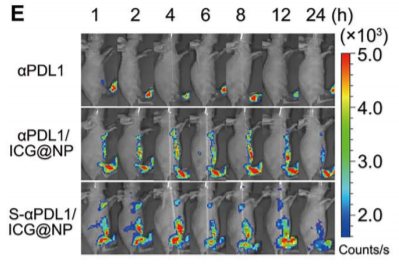 E
1 2 4 6 8 12 24 (h)
(×10³)
αPDL1
αPDL1/
ICG@NP
S-αPDL1/
ICG@NP
5.0
4.0
3.0
2.0
Counts/s